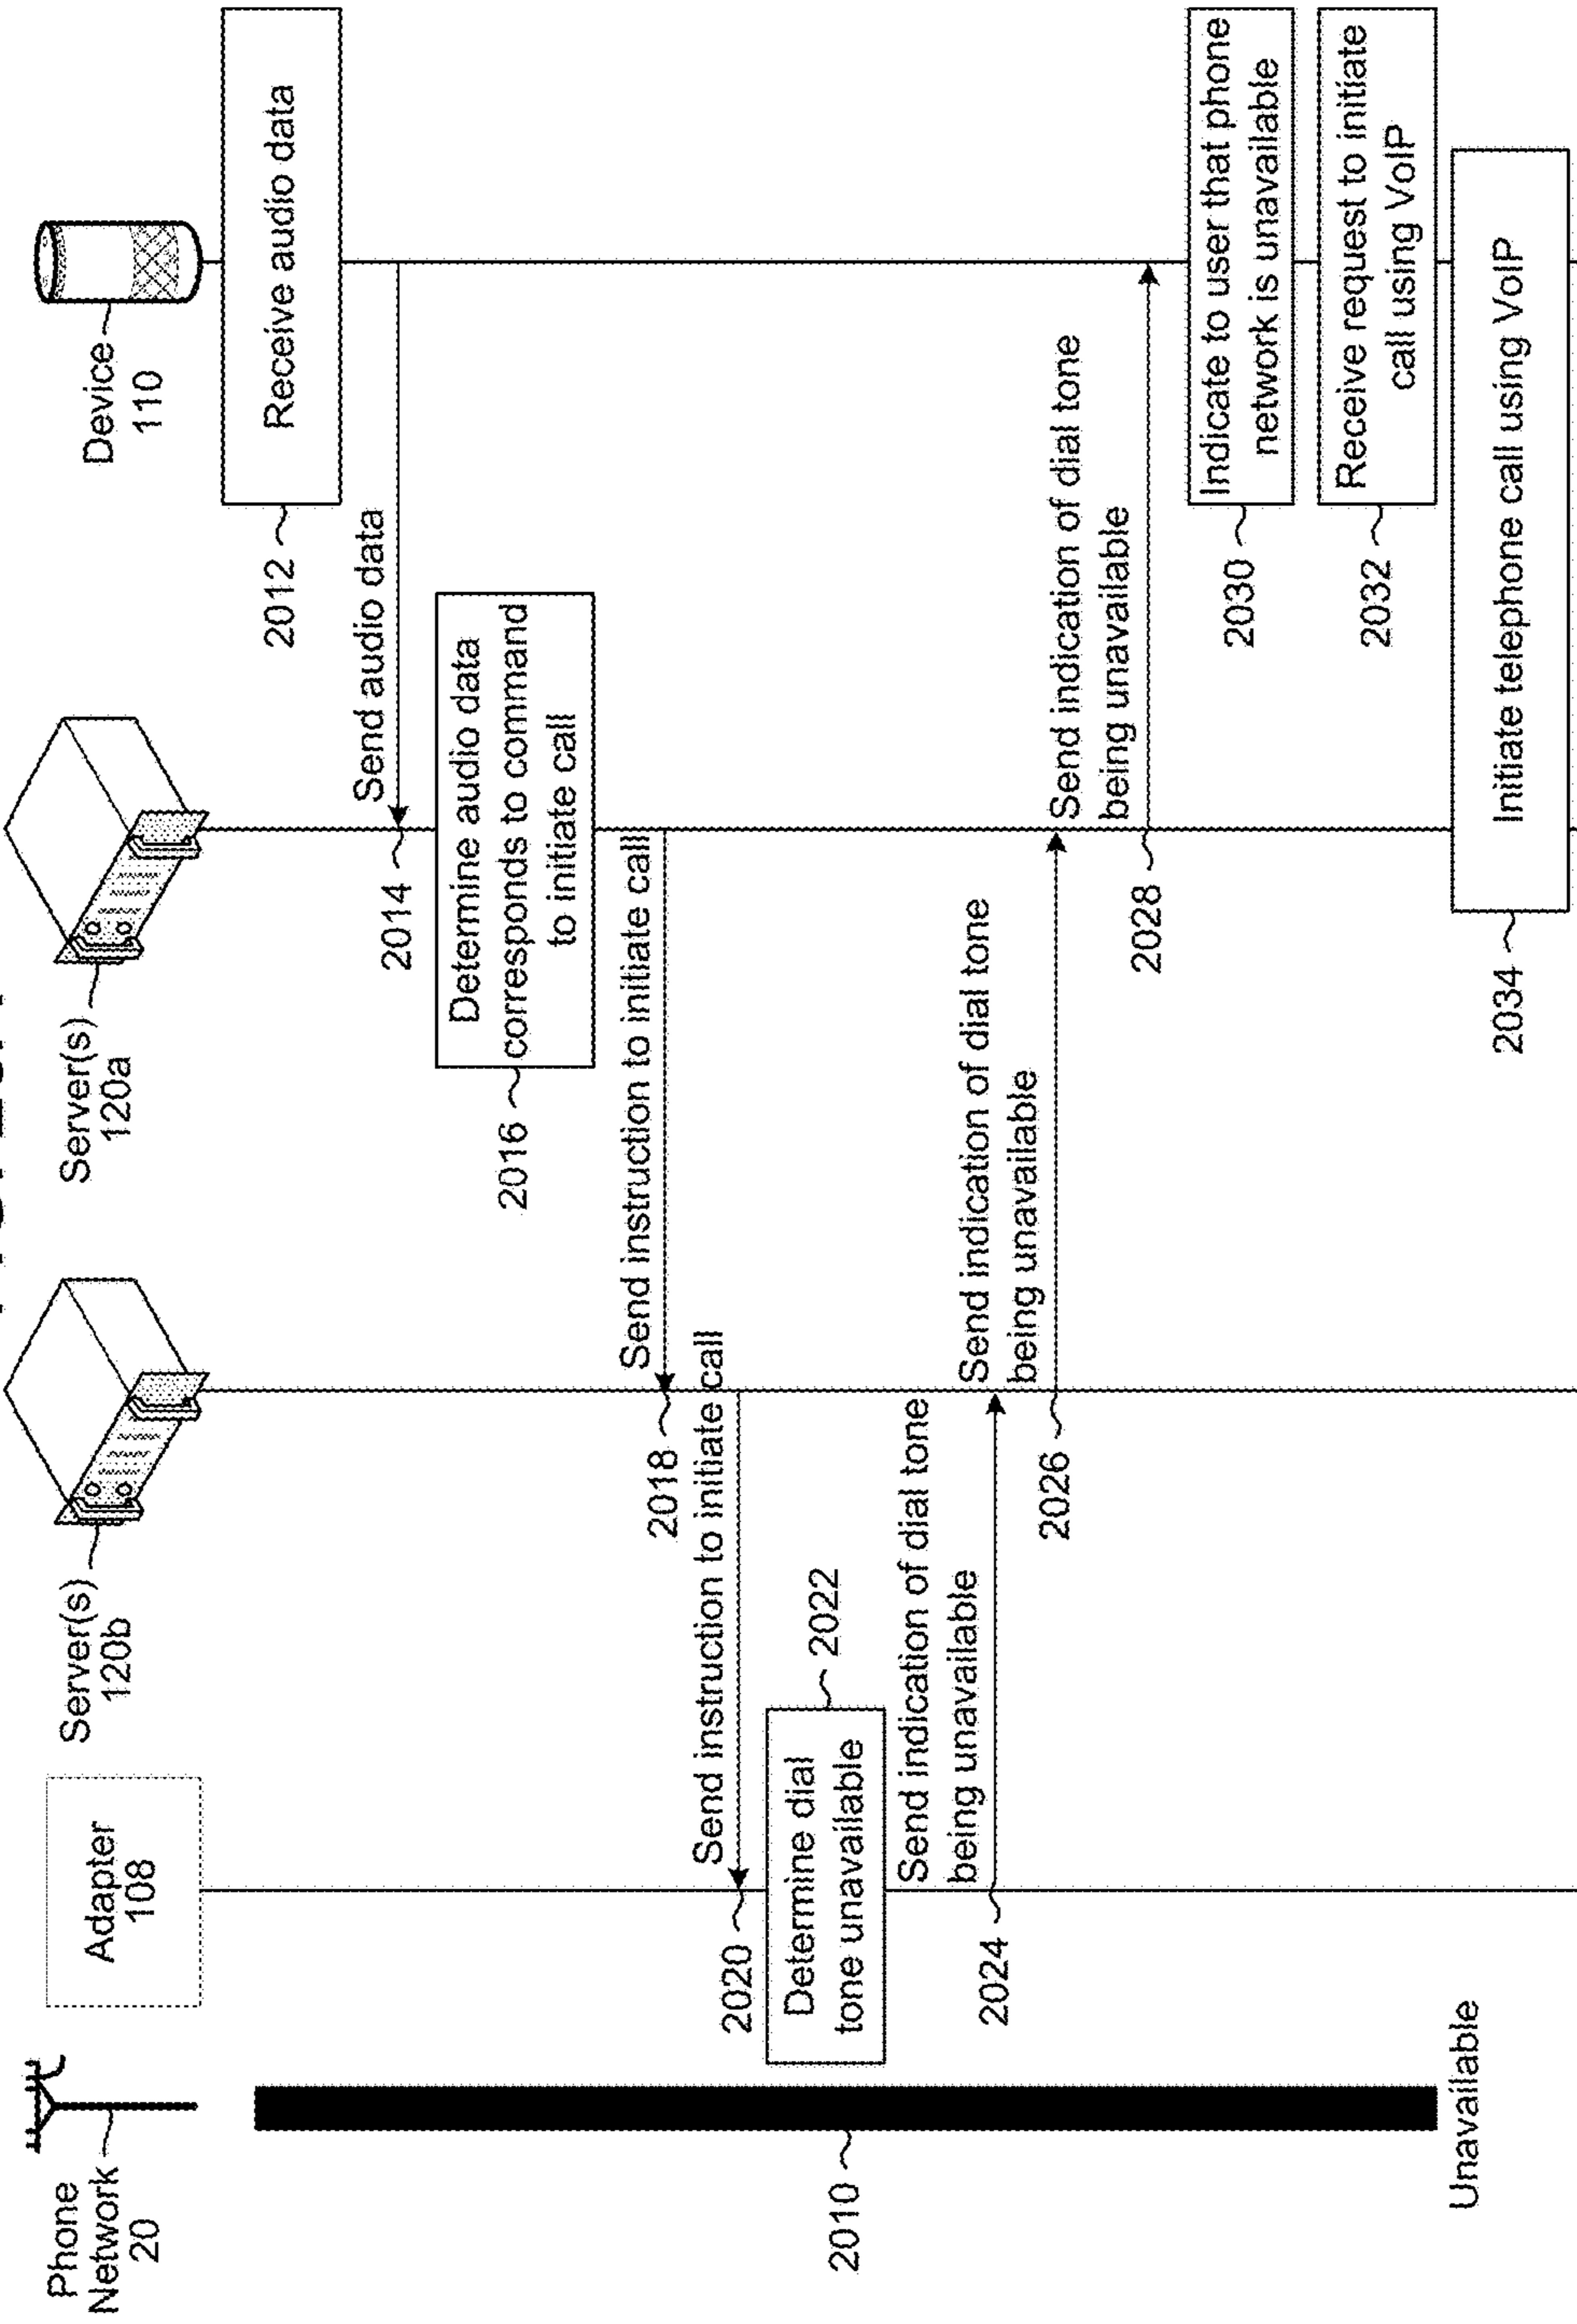 Phone
Network
20
Adapter
108
Server(s)
120b
Server(s)
120a
Device
110
2012
Receive audio data
Send audio data
2014
Determine audio data
corresponds to command
to initiate call
2016
Send instruction to initiate call
2018
Send instruction to initiate call
2020
Determine dial
tone unavailable
2022
2010
Send indication of dial tone
being unavailable
2024
Send indication of dial tone
being unavailable
2026
Send indication of dial tone
being unavailable
2028
Indicate to user that phone
network is unavailable
2030
Receive request to initiate
call using VoIP
2032
Unavailable
Initiate telephone call using VoIP
2034